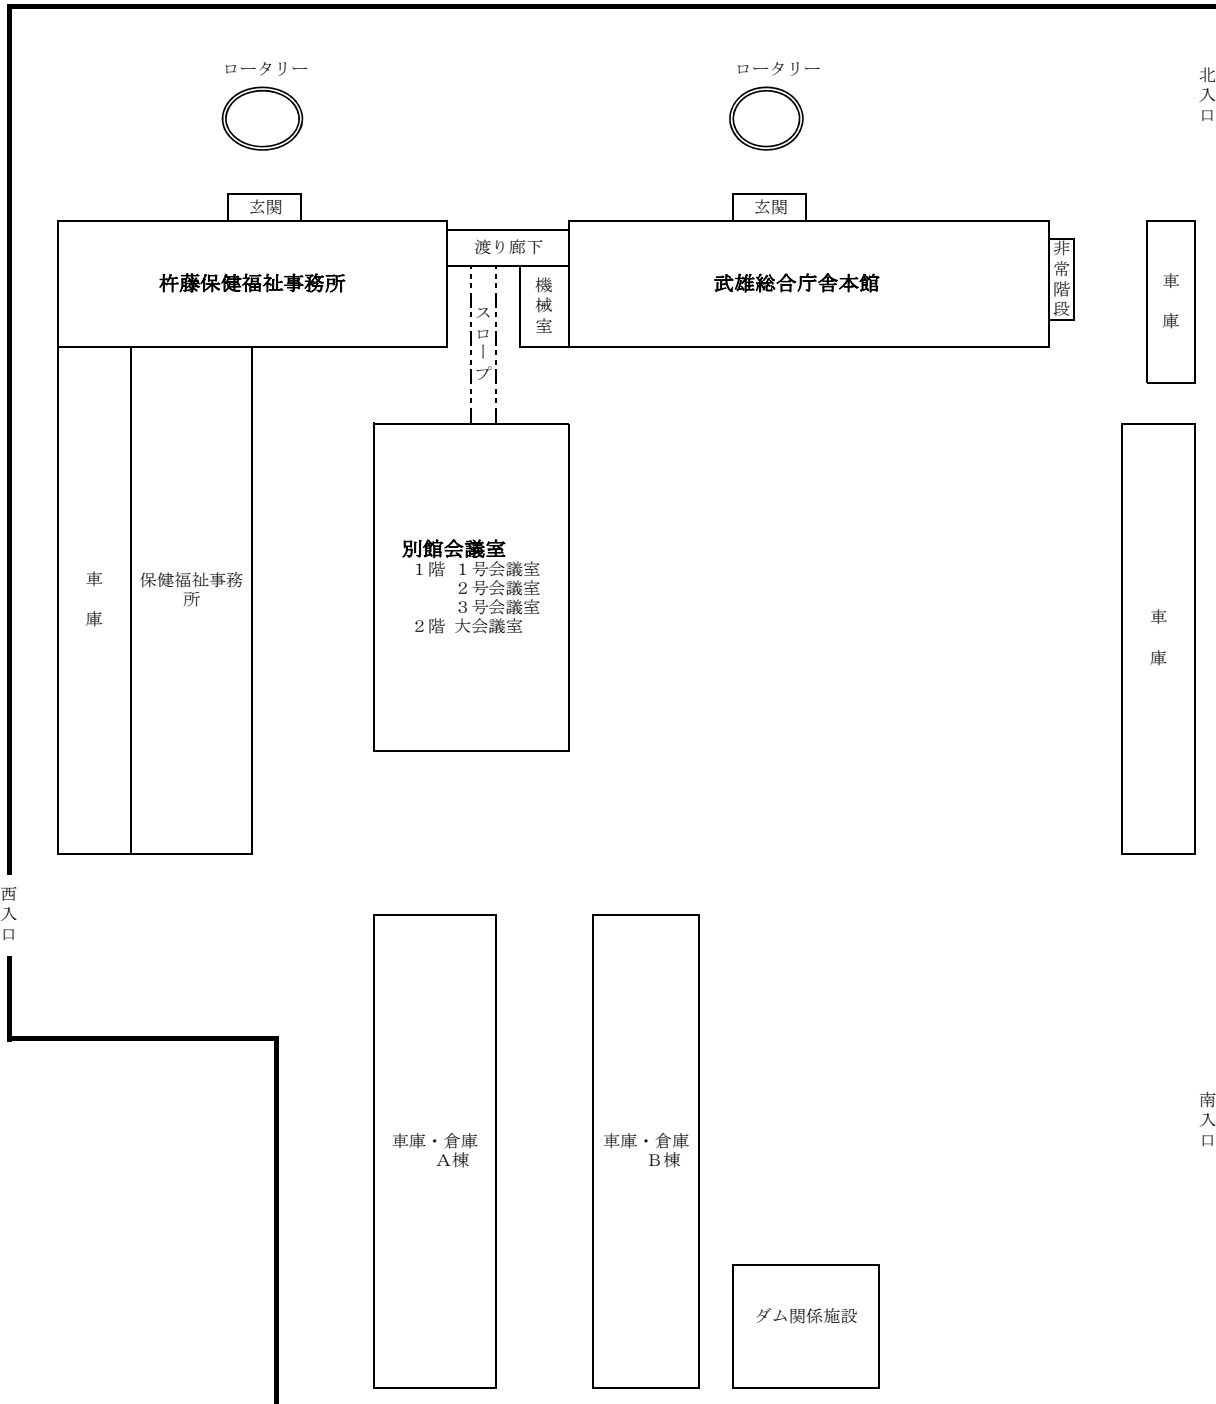 ロータリー
ロータリー
北入口
玄関
玄関
杵藤保健福祉事務所
渡り廊下
スロープ
機械室
武雄総合庁舎本館
非常階段
車庫
別館会議室
１階 １号会議室
２号会議室
３号会議室
２階 大会議室
車庫
保健福祉事務
所
車庫
西入口
車庫・倉庫
A棟
車庫・倉庫
B棟
南入口
ダム関係施設